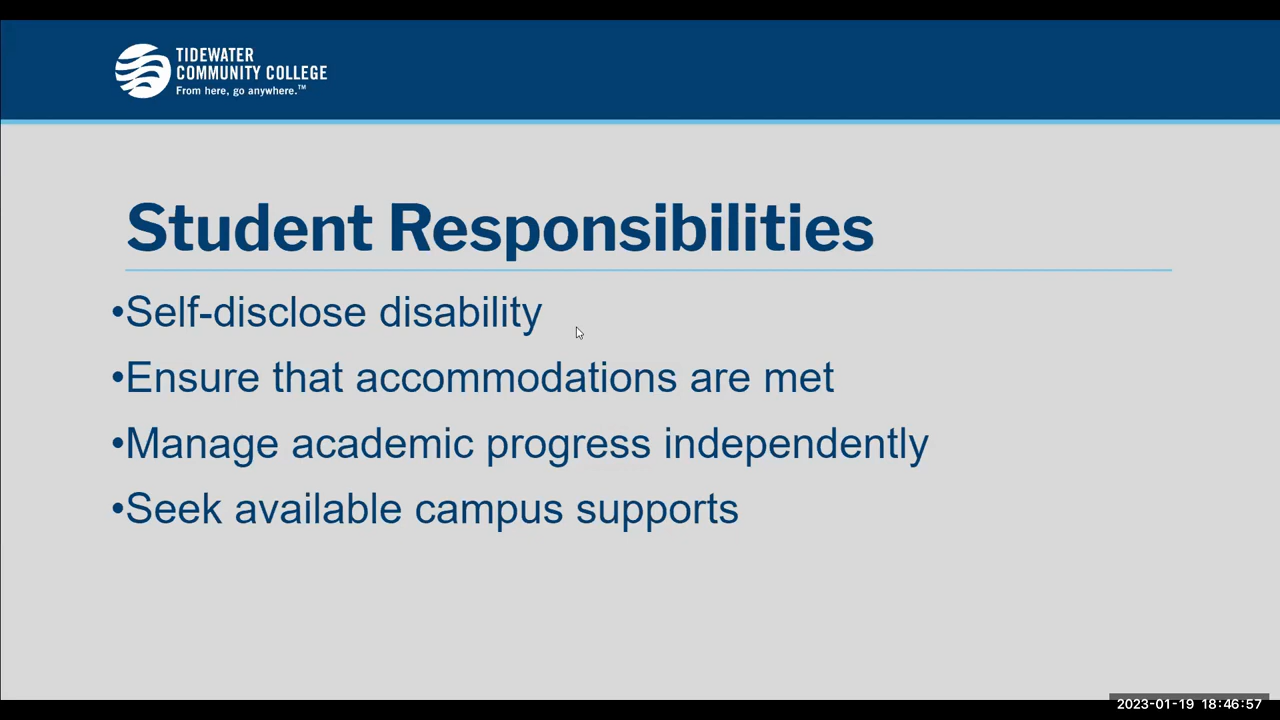 TIDEWATER
COMMUNITY COLLEGE
From here, go anywhere.™
Student Responsibilities
•Self-disclose disability
•Ensure that accommodations are met
•Manage academic progress independently
•Seek available campus supports
2023-01-19 18:46:57